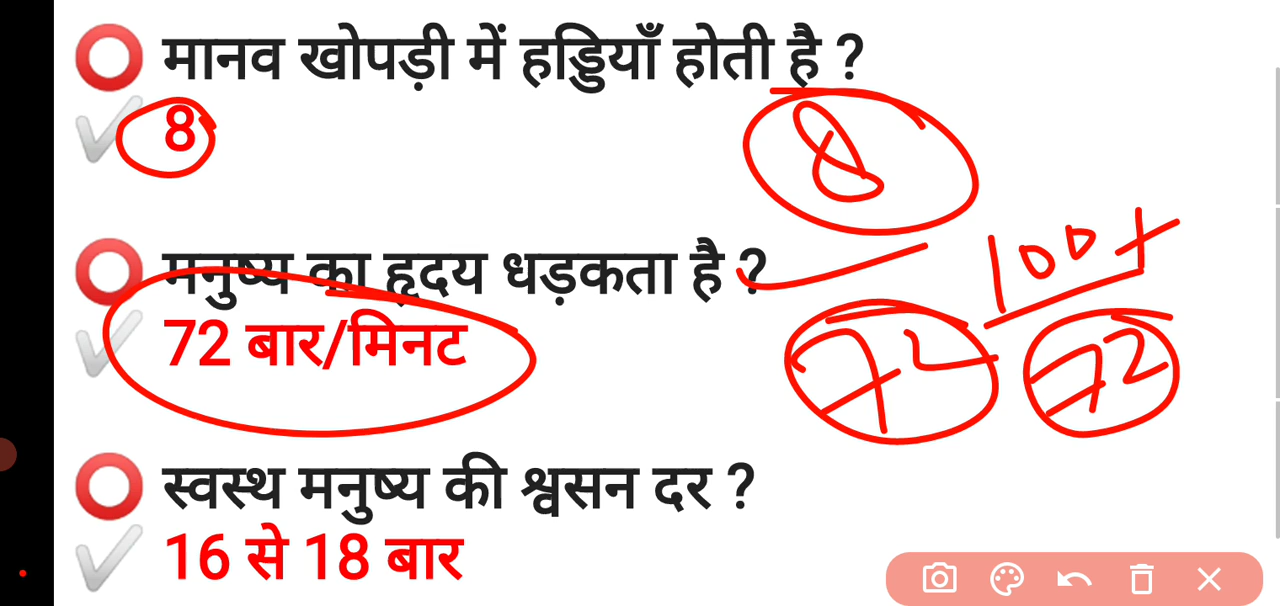 मानव खोपड़ी में हड्डियाँ होती है ?
8
8
मनुष्य का हृदय धड़कता है ?
100+
72 बार/मिनट
72
72
स्वस्थ मनुष्य की श्वसन दर ?
16 से 18 बार